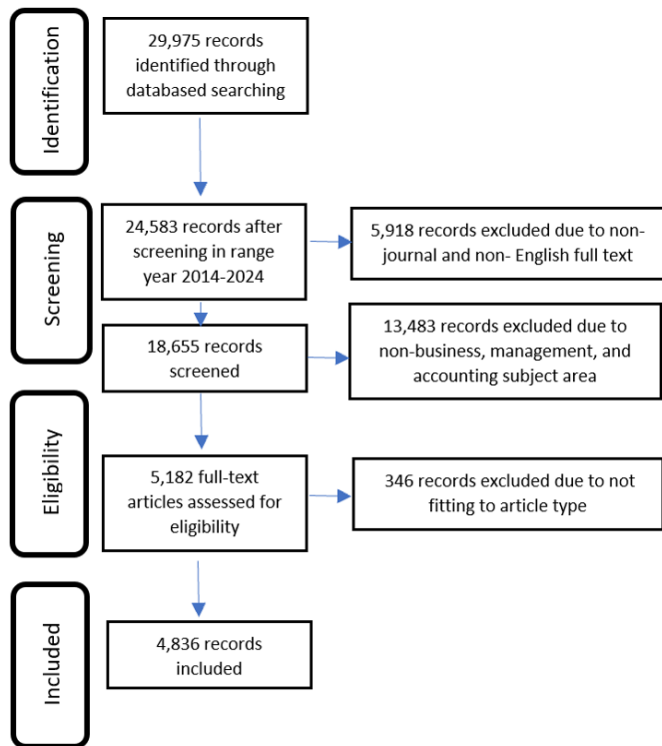 Identification
29,975 records
identified through
databased searching
Screening
24,583 records after
screening in range
year 2014-2024
5,918 records excluded due to non-
journal and non- English full text
18,655 records
screened
13,483 records excluded due to
non-business, management, and
accounting subject area
Eligibility
5,182 full-text
articles assessed for
eligibility
346 records excluded due to not
fitting to article type
Included
4,836 records
included